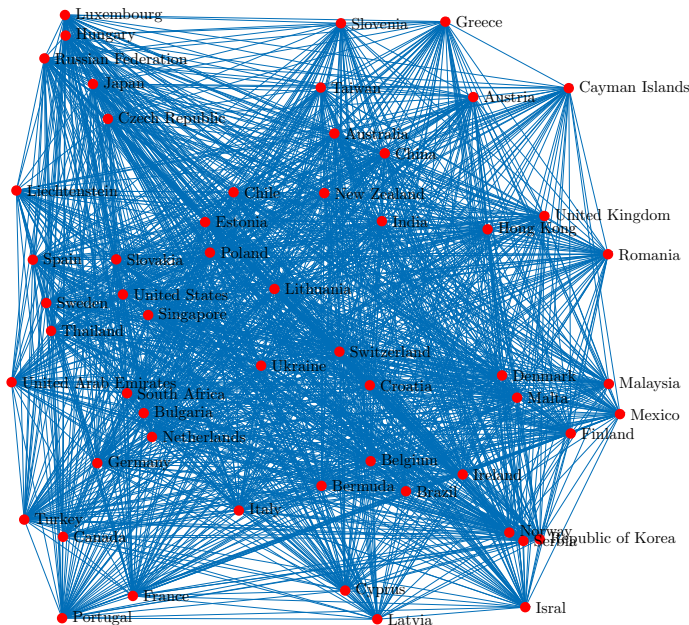 Luxembourg
Greece
Slovenia
Hungary
Russian Federation
Japan
Taiwan
Cayman Islands
Austria
Czech Republic
Australia
China
Liechtenstein
Chile
New Zealand
United Kingdom
Estonia
India
Hong Kong
Poland
Romania
Spain
Slovakia
Lithuania
United States
Sweden
Singapore
Thailand
Switzerland
Ukraine
Denmark
United Arab Emirates
Croatia
Malaysia
South Africa
Malta
Bulgaria
Mexico
Netherlands
Finland
Germany
Belgium
Ireland
Bermuda
Brazil
Italy
Turkey
Norway
Canada
Republic of Korea
Serbia
Cyprus
France
Isral
Portugal
Latvia